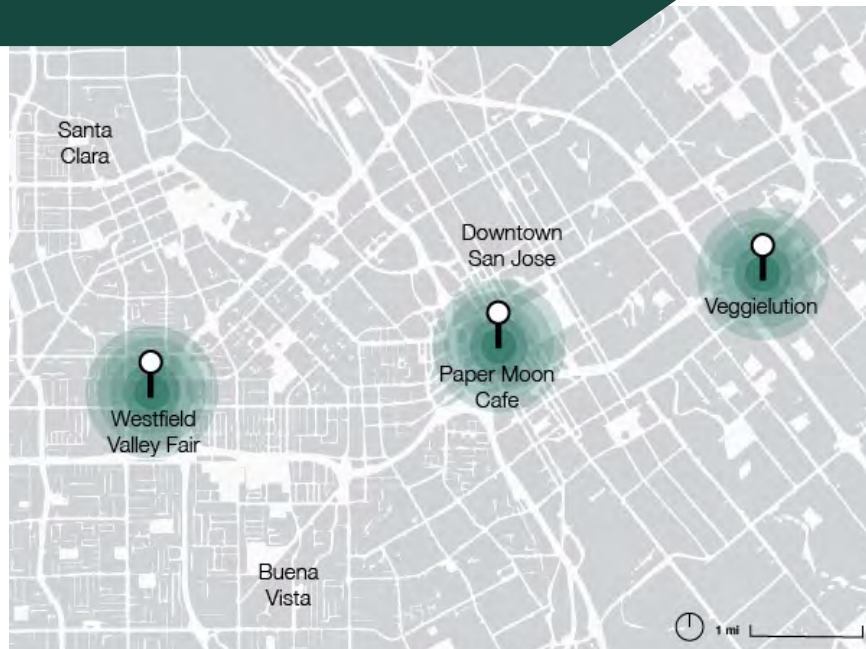 Santa
Clara
Downtown
San Jose
Veggielution
Paper Moon
Cafe
Westfield
Valley Fair
Buena
Vista
1 mi